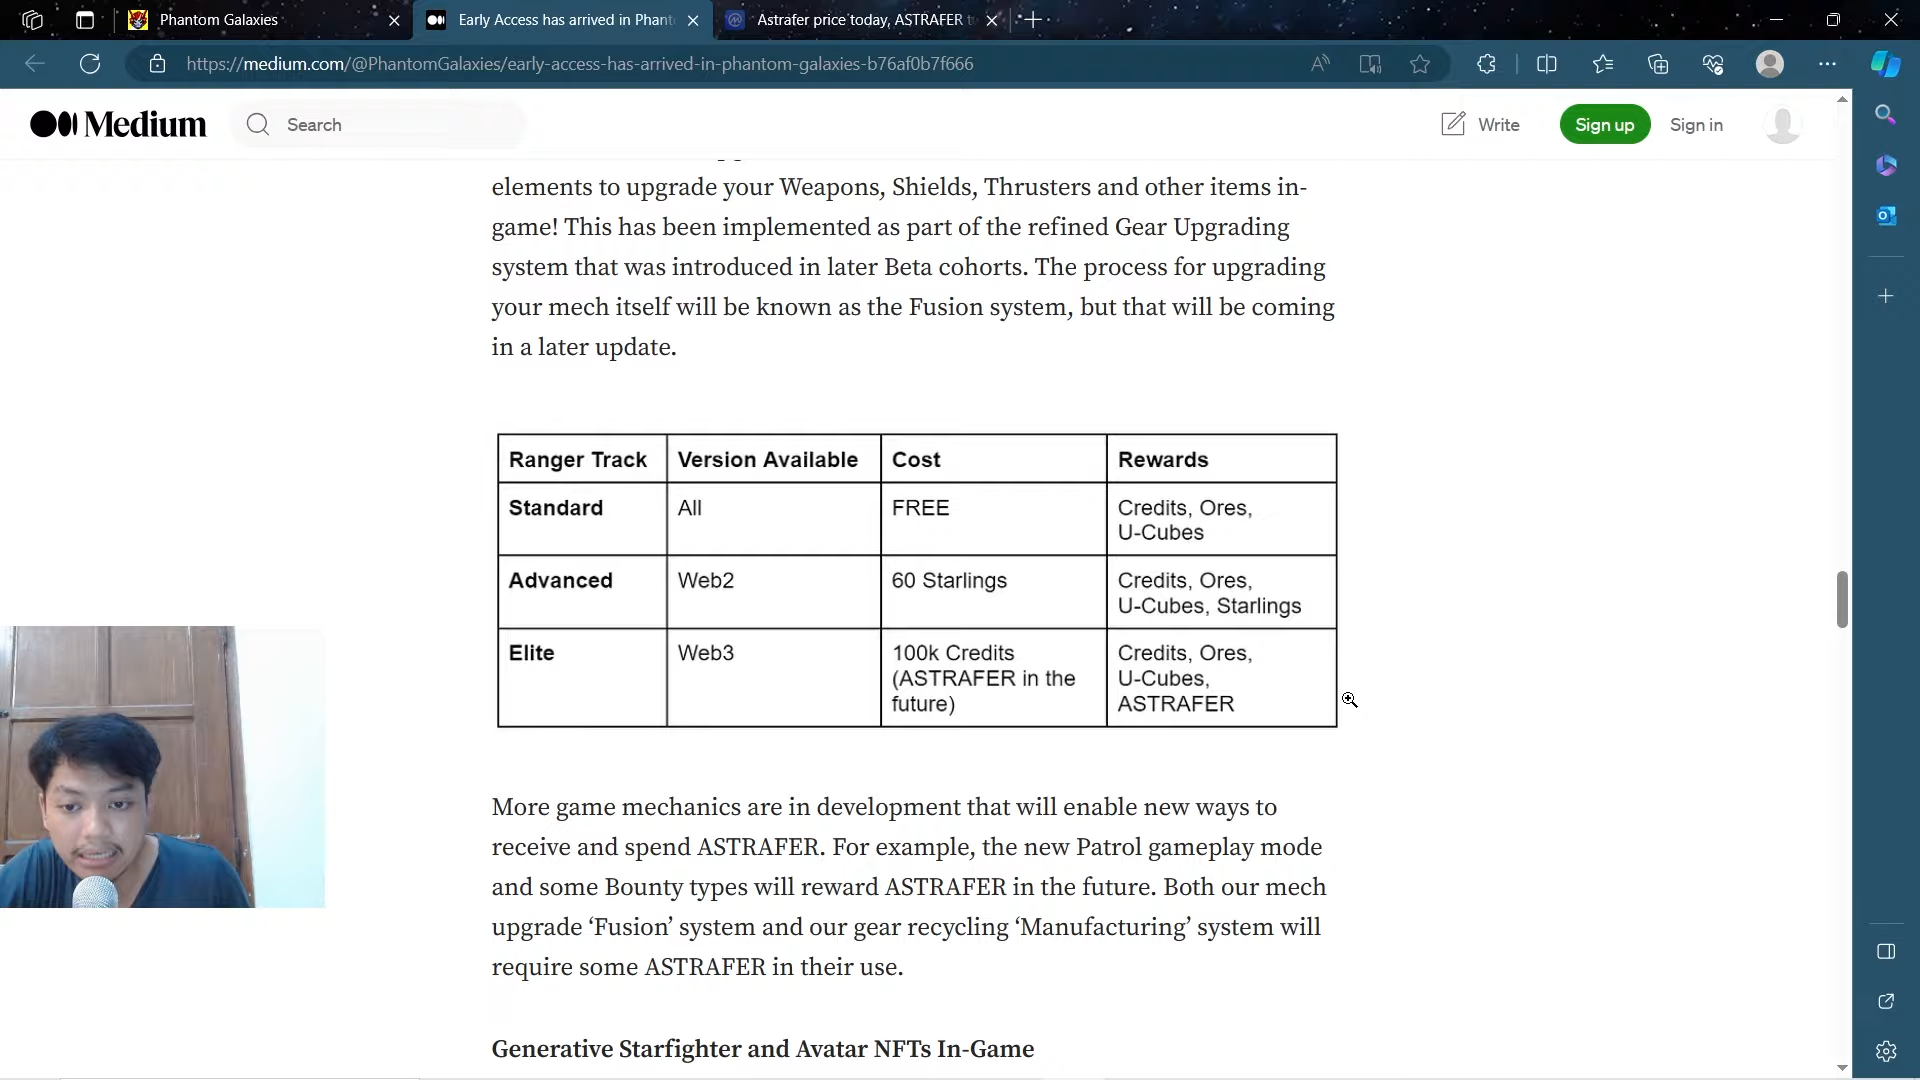 Phantom Galaxies
Early Access has arrived in Phant
Astrafer price today, ASTRAFER t
https://medium.com/@PhantomGalaxies/early-access-has-arrived-in-phantom-galaxies-b76af0b7f666
Medium
Search
Write
Sign up
Sign in
elements to upgrade your Weapons, Shields, Thrusters and other items in-
game! This has been implemented as part of the refined Gear Upgrading
system that was introduced in later Beta cohorts. The process for upgrading
your mech itself will be known as the Fusion system, but that will be coming
in a later update.
Ranger Track Version Available Cost Rewards
Standard All FREE Credits, Ores,
U-Cubes
Advanced Web2 60 Starlings Credits, Ores,
U-Cubes, Starlings
Elite Web3 100k Credits Credits, Ores,
(ASTRAFER in the U-Cubes,
future) ASTRAFER
More game mechanics are in development that will enable new ways to
receive and spend ASTRAFER. For example, the new Patrol gameplay mode
and some Bounty types will reward ASTRAFER in the future. Both our mech
upgrade ‘Fusion’ system and our gear recycling ‘Manufacturing’ system will
require some ASTRAFER in their use.
Generative Starfighter and Avatar NFTs In-Game